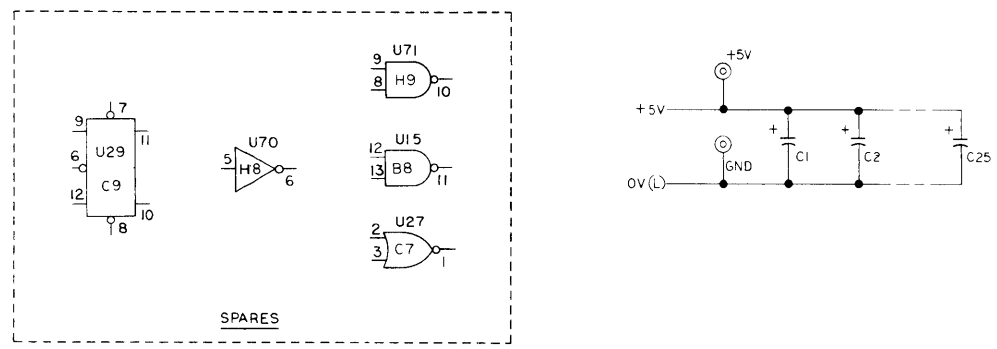 U71
9
8
H9
10
7
9
U29
11
6
C9
12
10
8
U70
5
H8
6
U15
12
13
B8
11
U27
2
3
C7
1
SPARES
+5V
+5V
+
C1
+
C2
+
C25
GND
0V(L)